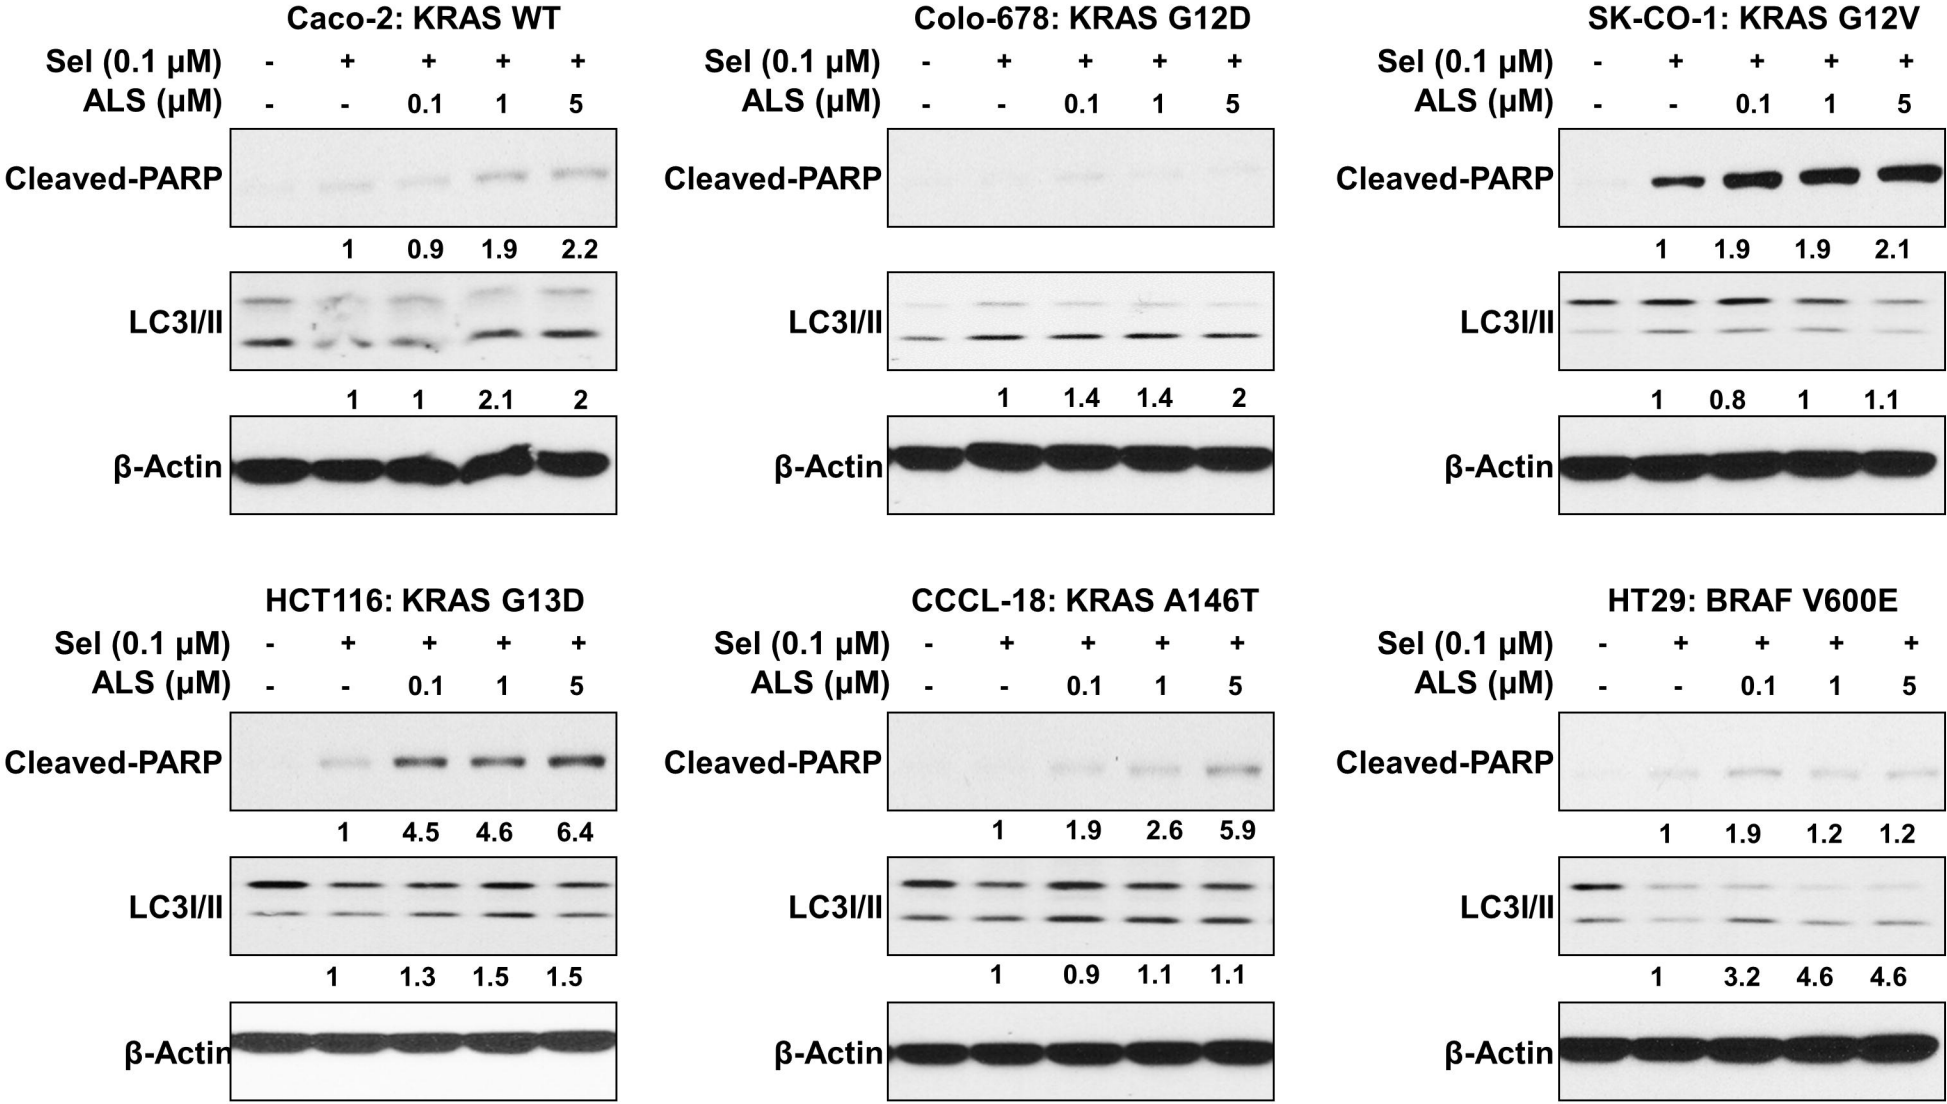 Caco-2: KRAS WT
Sel (0.1 µM) - + + + +
ALS (µM) - - 0.1 1 5
Cleaved-PARP
1 0.9 1.9 2.2
LC3I/II
1 1 2.1 2
β-Actin
Colo-678: KRAS G12D
Sel (0.1 µM) - + + + +
ALS (µM) - - 0.1 1 5
Cleaved-PARP
LC3I/II
1 1.4 1.4 2
β-Actin
SK-CO-1: KRAS G12V
Sel (0.1 µM) - + + + +
ALS (µM) - - 0.1 1 5
Cleaved-PARP
1 1.9 1.9 2.1
LC3I/II
1 0.8 1 1.1
β-Actin
HCT116: KRAS G13D
Sel (0.1 µM) - + + + +
ALS (µM) - - 0.1 1 5
Cleaved-PARP
1 4.5 4.6 6.4
LC3I/II
1 1.3 1.5 1.5
β-Actin
CCCL-18: KRAS A146T
Sel (0.1 µM) - + + + +
ALS (µM) - - 0.1 1 5
Cleaved-PARP
1 1.9 2.6 5.9
LC3I/II
1 0.9 1.1 1.1
β-Actin
HT29: BRAF V600E
Sel (0.1 µM) - + + + +
ALS (µM) - - 0.1 1 5
Cleaved-PARP
1 1.9 1.2 1.2
LC3I/II
1 3.2 4.6 4.6
β-Actin